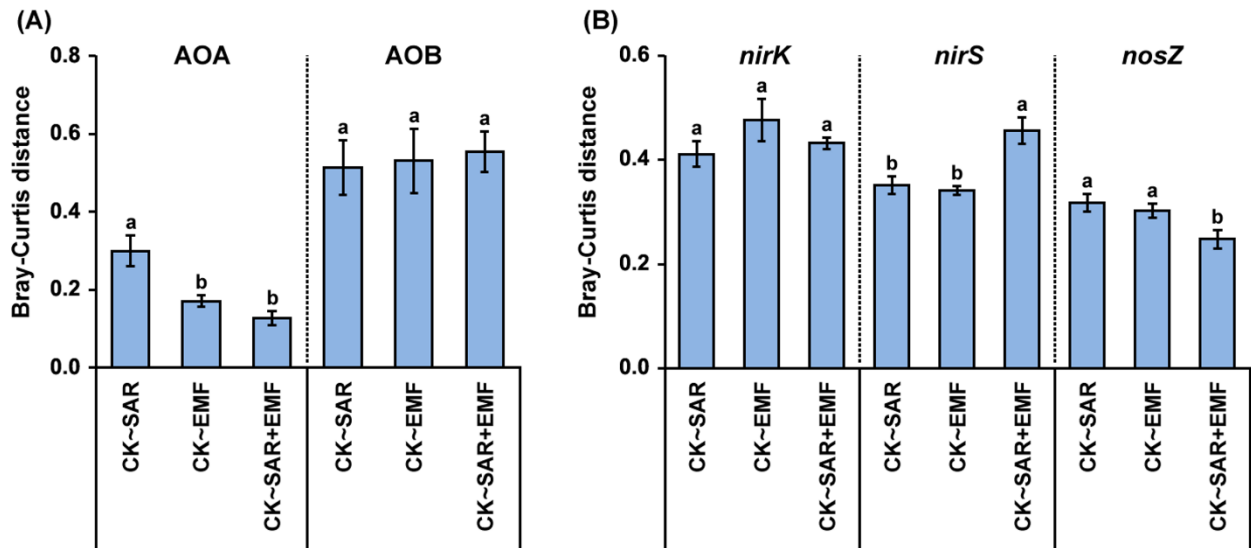 (A)
AOA
AOB
Bray-Curtis distance
0.8
0.6
0.4
0.2
0.0
a
b
b
a
a
a
CK~SAR
CK~EMF
CK~SAR+EMF
CK~SAR
CK~EMF
CK~SAR+EMF
(B)
nirK
nirS
nosZ
Bray-Curtis distance
0.6
0.4
0.2
0.0
a
a
a
b
b
a
a
a
b
CK~SAR
CK~EMF
CK~SAR+EMF
CK~SAR
CK~EMF
CK~SAR+EMF
CK~SAR
CK~EMF
CK~SAR+EMF